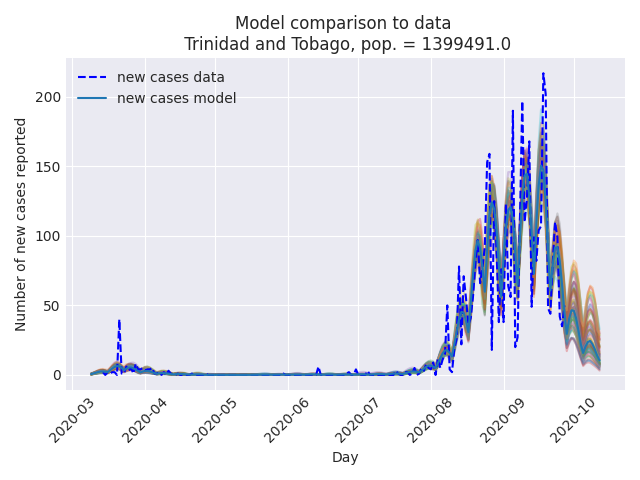 Model comparison to data
Trinidad and Tobago, pop. = 1399491.0
new cases data
new cases model
Number of new cases reported
200
150
100
50
0
2020-03
2020-04
2020-05
2020-06
2020-07
2020-08
2020-09
2020-10
Day